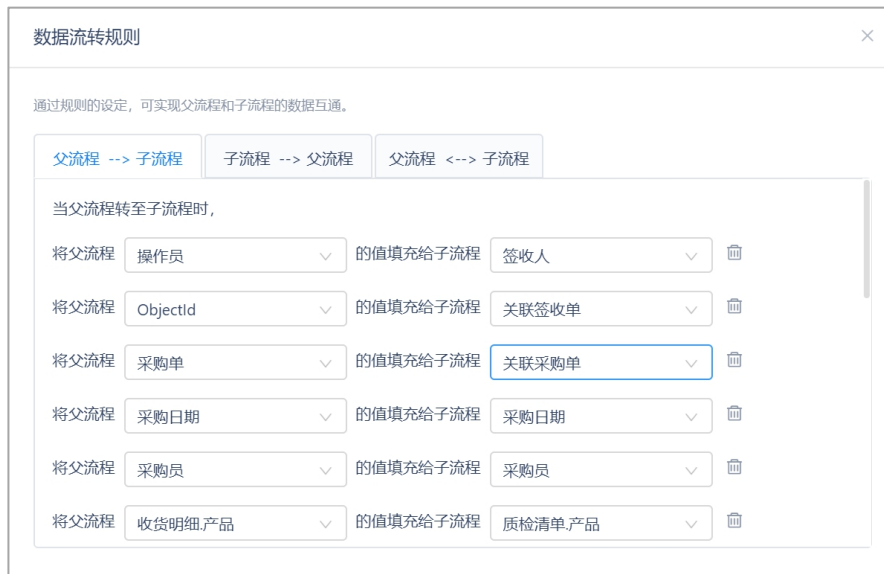 数据流转规则
通过规则的设定，可实现父流程和子流程的数据互通。
父流程 --> 子流程 子流程 --> 父流程 父流程 <--> 子流程
当父流程转至子流程时，
将父流程 操作员 的值填充给子流程 签收人
将父流程 ObjectId 的值填充给子流程 关联签收单
将父流程 采购单 的值填充给子流程 关联采购单
将父流程 采购日期 的值填充给子流程 采购日期
将父流程 采购员 的值填充给子流程 采购员
将父流程 收货明细.产品 的值填充给子流程 质检清单.产品